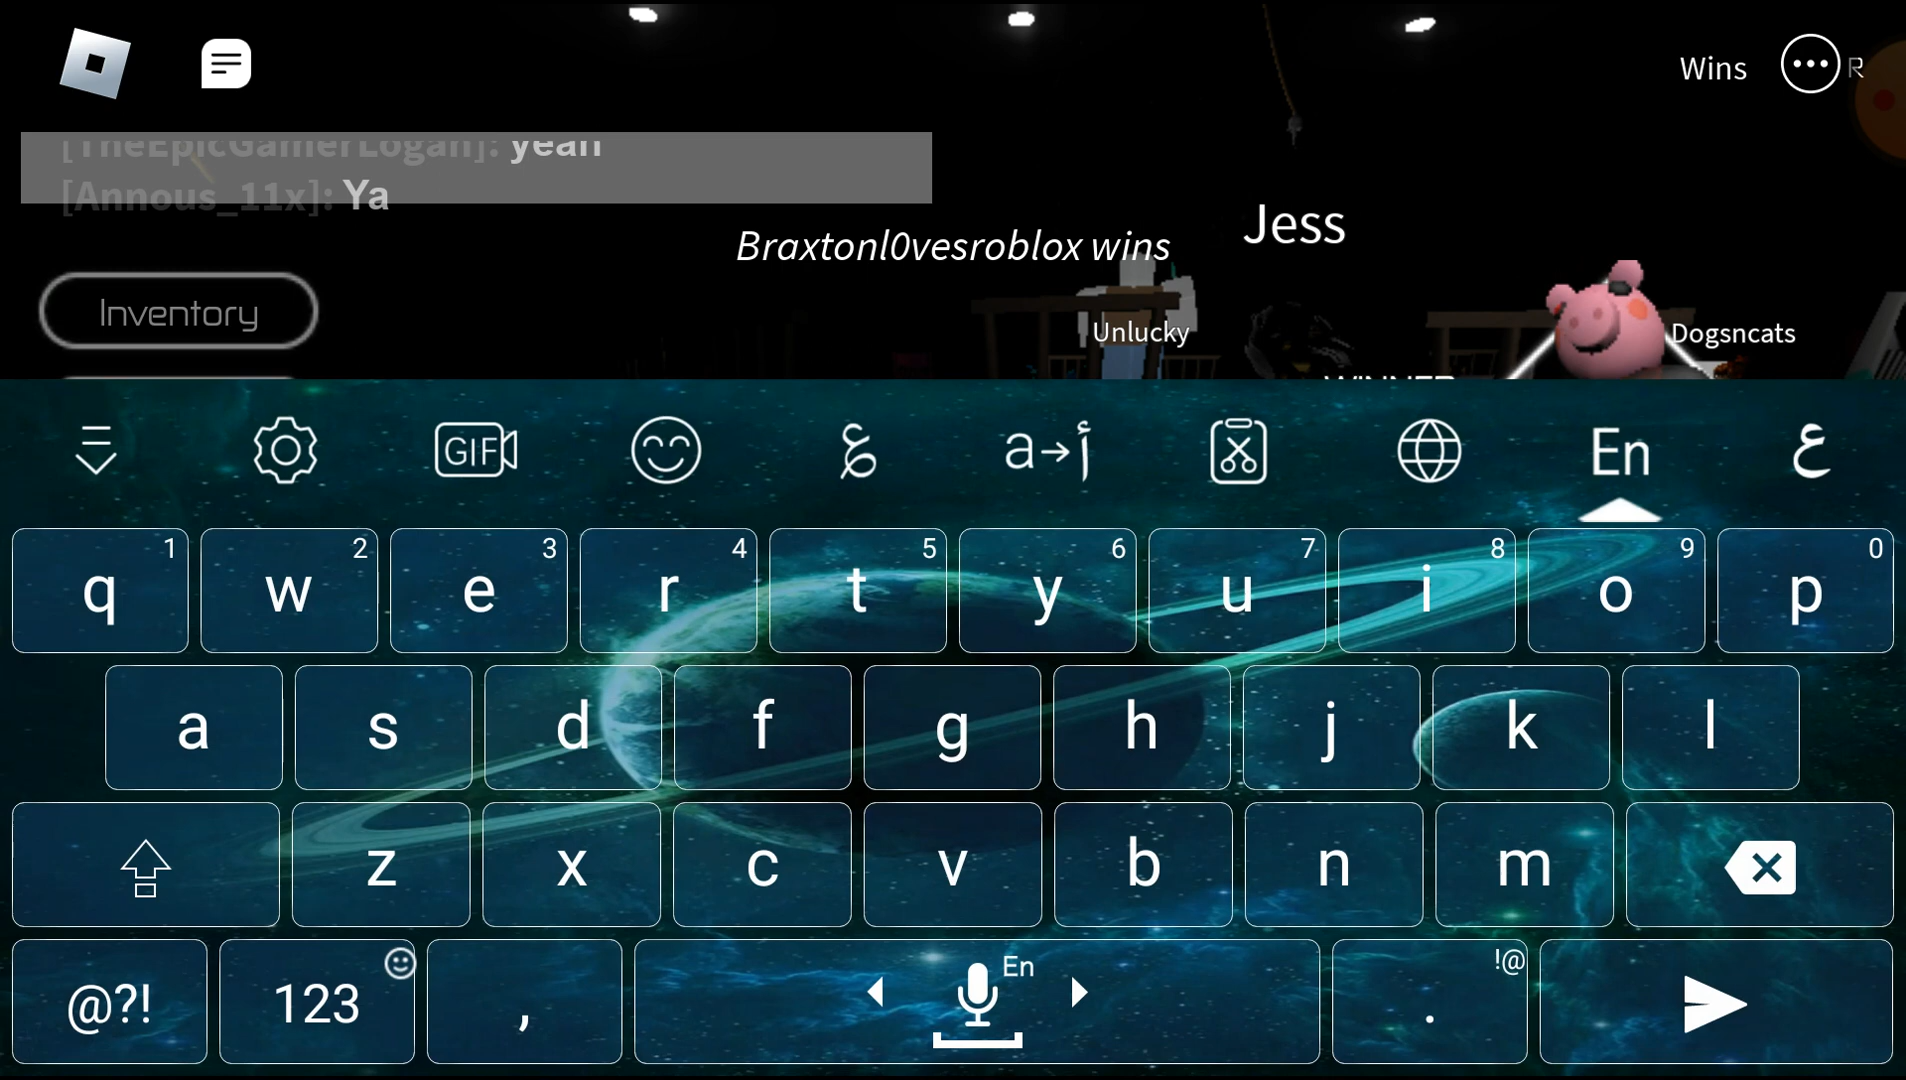 Wins
R
[TheEpicGamerLogan]: yeah
[Annous_11x]: Ya
Braxtonl0vesroblox wins
Jess
Inventory
Unlucky
Dogsncats
WINNER
GIF
ع
a→أ
En
ع
q 1 w 2 e 3 r 4 t 5 y 6 u 7 i 8 o 9 p 0
a s d f g h j k l
z x c v b n m
@?! 123 , En . !@